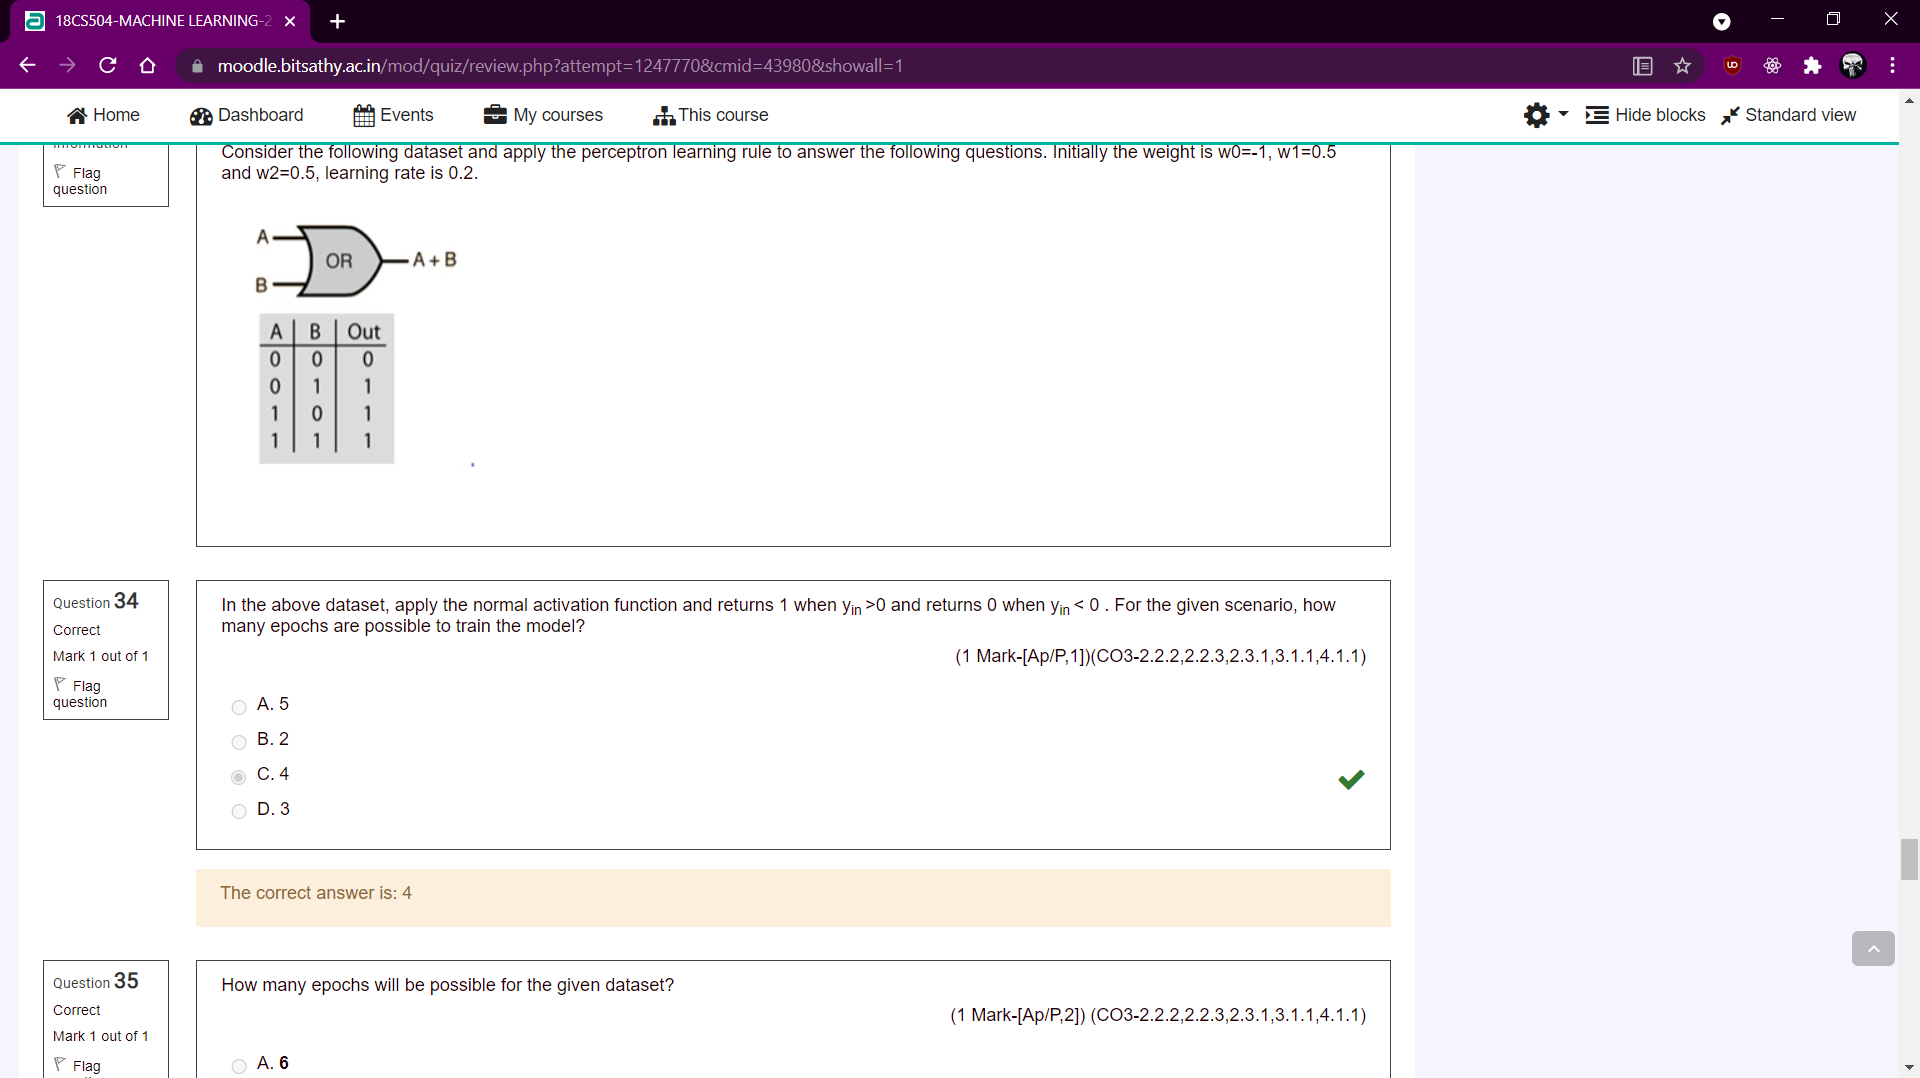 18CS504-MACHINE LEARNING-2
moodle.bitsathy.ac.in/mod/quiz/review.php?attempt=1247770&cmid=43980&showall=1
Home Dashboard Events My courses This course Hide blocks Standard view
Flag
question
Consider the following dataset and apply the perceptron learning rule to answer the following questions. Initially the weight is w0=-1, w1=0.5
and w2=0.5, learning rate is 0.2.
A
OR
A + B
B
A B Out
0 0 0
0 1 1
1 0 1
1 1 1
Question 34
Correct
Mark 1 out of 1
Flag
question
In the above dataset, apply the normal activation function and returns 1 when yin >0 and returns 0 when yin < 0 . For the given scenario, how
many epochs are possible to train the model?
(1 Mark-[Ap/P,1])(CO3-2.2.2,2.2.3,2.3.1,3.1.1,4.1.1)
A. 5
B. 2
C. 4
D. 3
The correct answer is: 4
Question 35
Correct
Mark 1 out of 1
Flag
How many epochs will be possible for the given dataset?
(1 Mark-[Ap/P,2]) (CO3-2.2.2,2.2.3,2.3.1,3.1.1,4.1.1)
A. 6